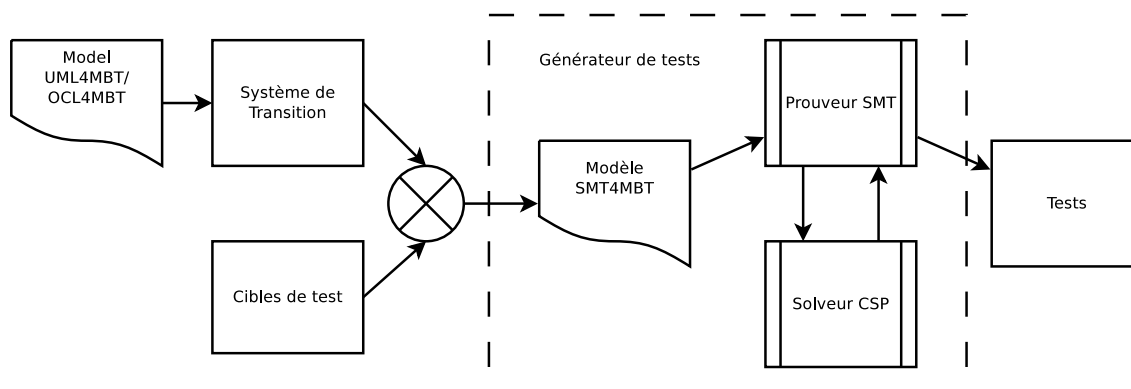 Model
UML4MBT/
OCL4MBT
Système de
Transition
Cibles de test
Générateur de tests
Modèle
SMT4MBT
Prouveur SMT
Solveur CSP
Tests